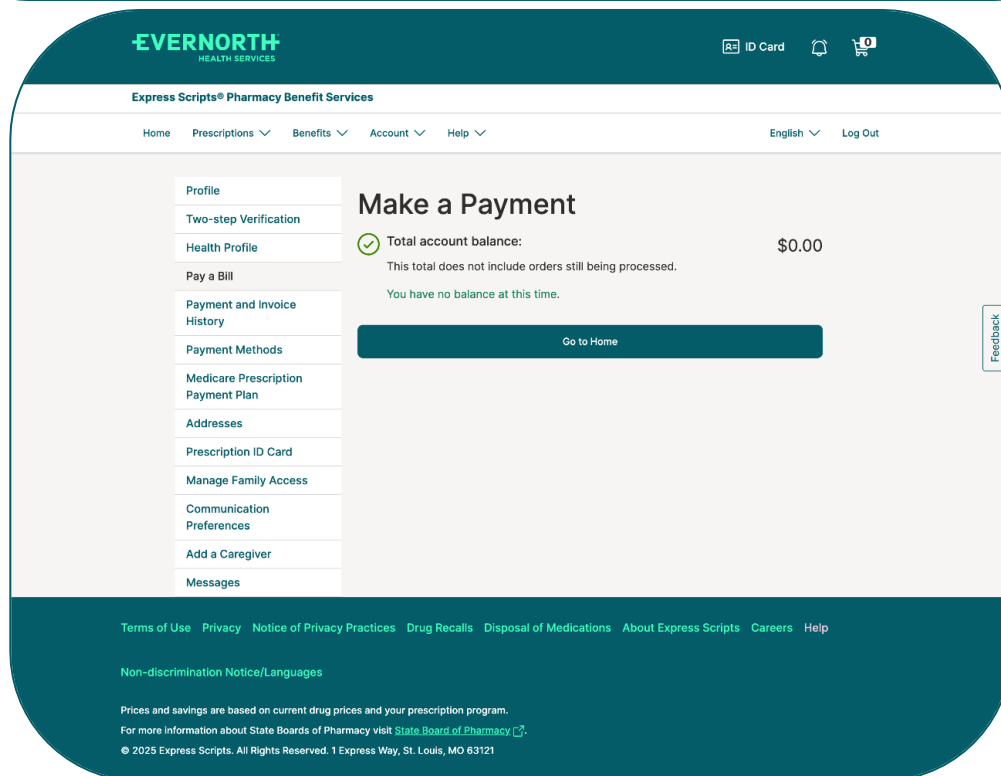 EVERNORTH
HEALTH SERVICES
ID Card
0
Express Scripts® Pharmacy Benefit Services
Home Prescriptions Benefits Account Help English Log Out
Profile
Two-step Verification
Health Profile
Pay a Bill
Payment and Invoice
History
Payment Methods
Medicare Prescription
Payment Plan
Addresses
Prescription ID Card
Manage Family Access
Communication
Preferences
Add a Caregiver
Messages
Make a Payment
Total account balance: $0.00
This total does not include orders still being processed.
You have no balance at this time.
Go to Home
Feedback
Terms of Use Privacy Notice of Privacy Practices Drug Recalls Disposal of Medications About Express Scripts Careers Help
Non-discrimination Notice/Languages
Prices and savings are based on current drug prices and your prescription program.
For more information about State Boards of Pharmacy visit State Board of Pharmacy.
© 2025 Express Scripts. All Rights Reserved. 1 Express Way, St. Louis, MO 63121